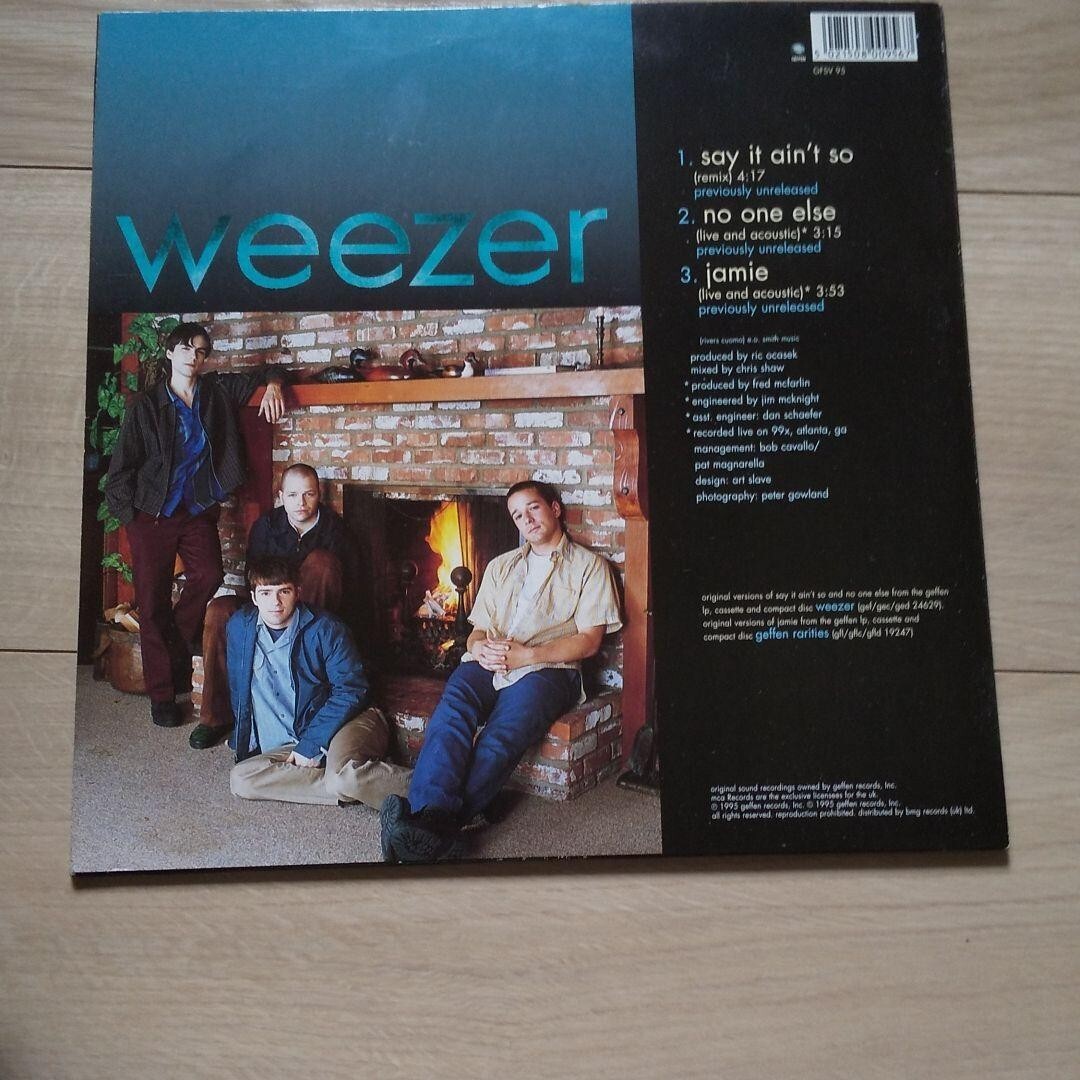 weezer
GEFFEN
5 021508 009567
GFSV 95
1. say it ain't so
(remix) 4:17
previously unreleased
2. no one else
(live and acoustic)* 3:15
previously unreleased
3. jamie
(live and acoustic)* 3:53
previously unreleased
(rivers cuomo) e.o. smith music
produced by ric ocasek
mixed by chris shaw
* produced by fred mcfarlin
* engineered by jim mcknight
* asst. engineer: dan schaefer
* recorded live on 99x, atlanta, ga
management: bob cavallo/
pat magnarella
design: art slave
photography: peter gowland
original versions of say it ain't so and no one else from the geffen
lp, cassette and compact disc weezer (gef/gec/ged 24629).
original versions of jamie from the geffen lp, cassette and
compact disc geffen rarities (gfl/gflc/gfld 19247)
original sound recordings owned by geffen records, Inc.
mca Records are the exclusive licensees for the uk.
℗ 1995 geffen records, Inc. © 1995 geffen records, Inc.
all rights reserved. reproduction prohibited. distributed by bmg records (uk) ltd.